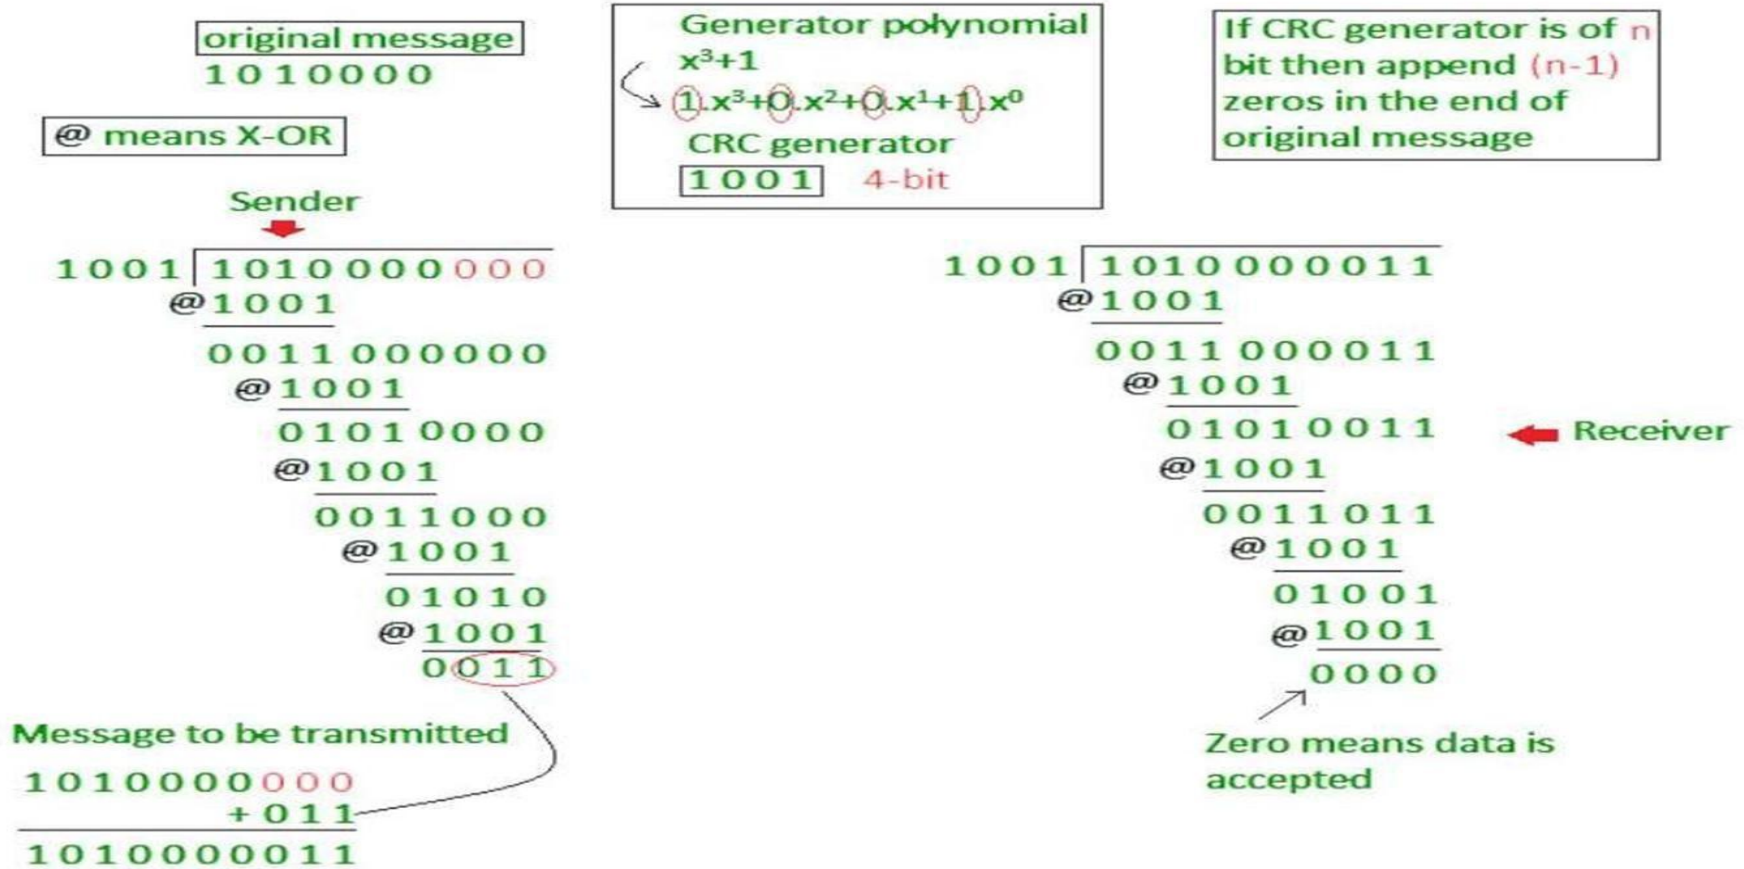 original message
1010000
@ means X-OR
Generator polynomial
x³+1
1.x³+0.x²+0.x¹+1.x⁰
CRC generator
1001 4-bit
If CRC generator is of n
bit then append (n-1)
zeros in the end of
original message
Sender
1001 1010000000
@1001
0011000000
@1001
01010000
@1001
0011000
@1001
01010
@1001
0011
Message to be transmitted
1010000000
+011
1010000011
1001 1010000011
@1001
0011000011
@1001
01010011
@1001
0011011
@1001
01001
@1001
0000
Receiver
Zero means data is
accepted